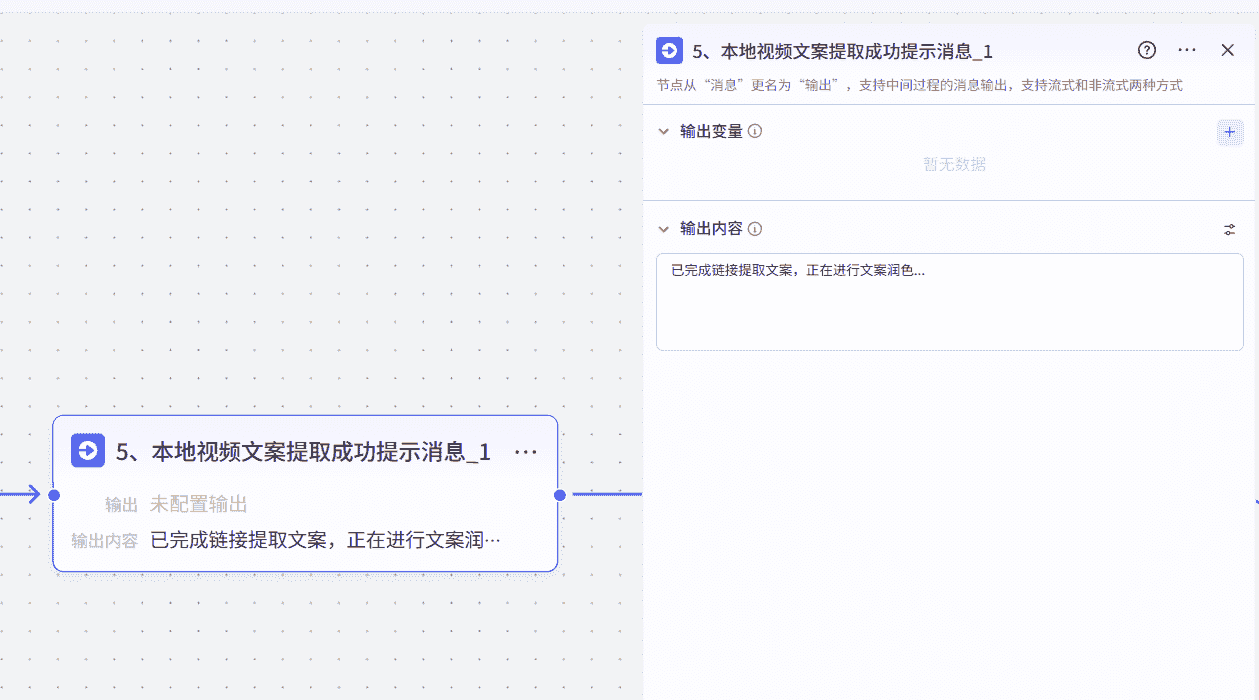 5、本地视频文案提取成功提示消息_1
节点从“消息”更名为“输出”，支持中间过程的消息输出，支持流式和非流式两种方式
输出变量
暂无数据
输出内容
已完成链接提取文案，正在进行文案润色...
5、本地视频文案提取成功提示消息_1
输出 未配置输出
输出内容 已完成链接提取文案，正在进行文案润…